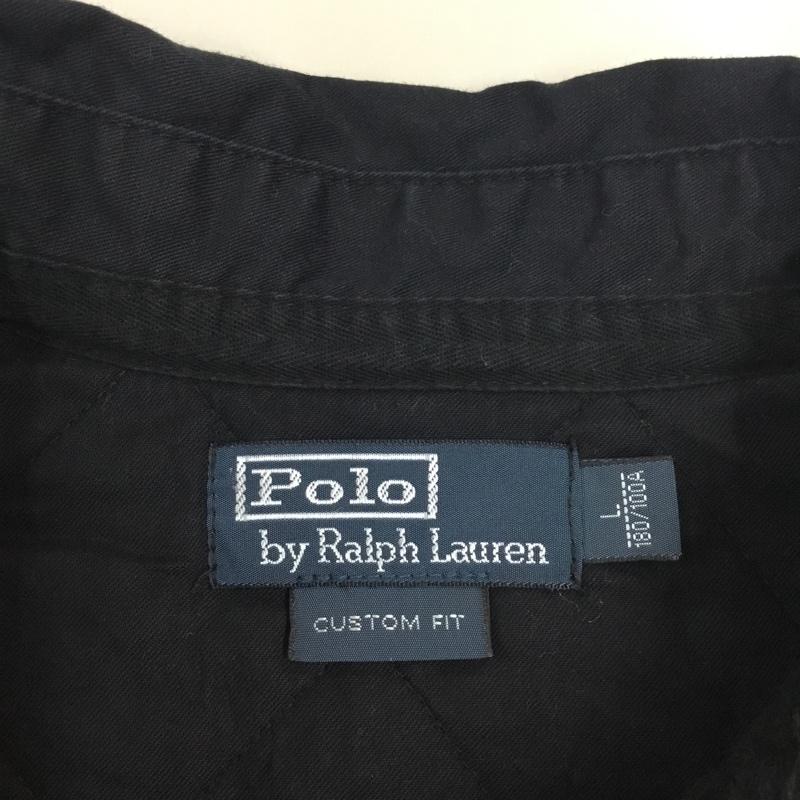 Polo
by Ralph Lauren
L
180/100A
CUSTOM FIT